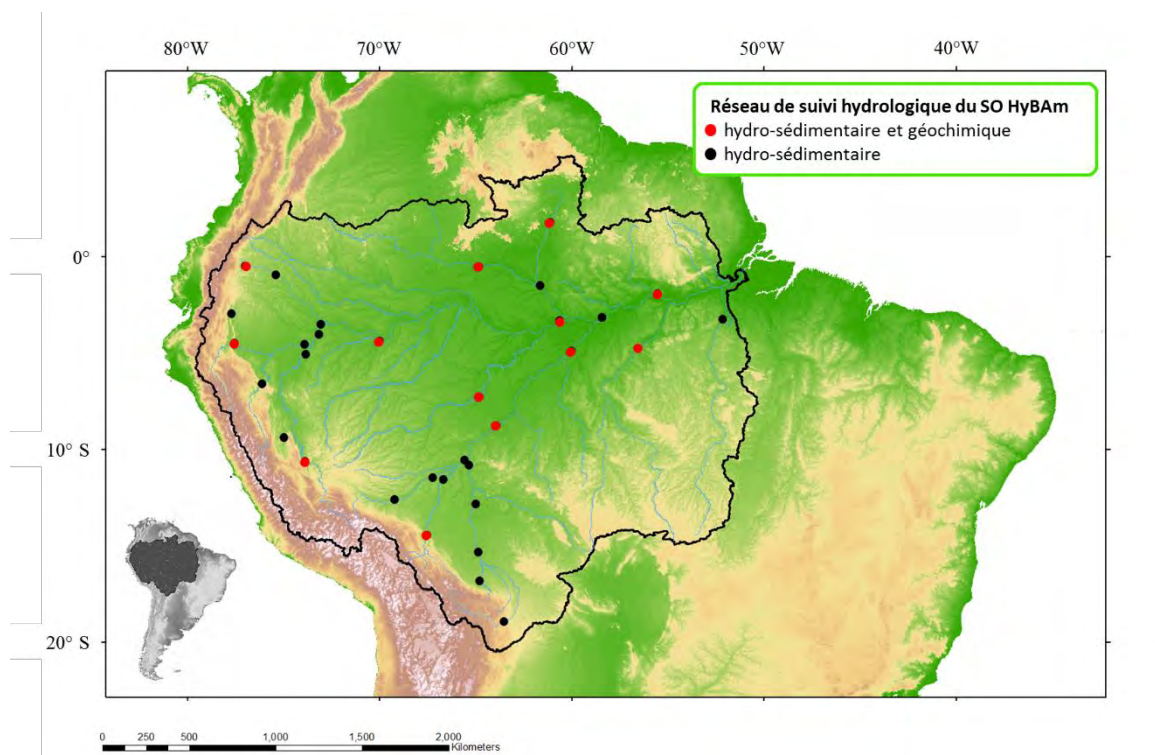 80°W 70°W 60°W 50°W 40°W
Réseau de suivi hydrologique du SO HyBAm
hydro-sédimentaire et géochimique
hydro-sédimentaire
0°
10° S
20° S
0 250 500 1,000 1,500 2,000
Kilometers